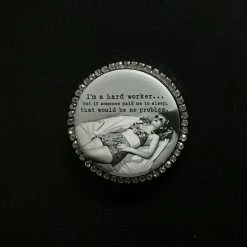 I'm a hard worker...
but if someone paid me to sleep,
that would be no problem.